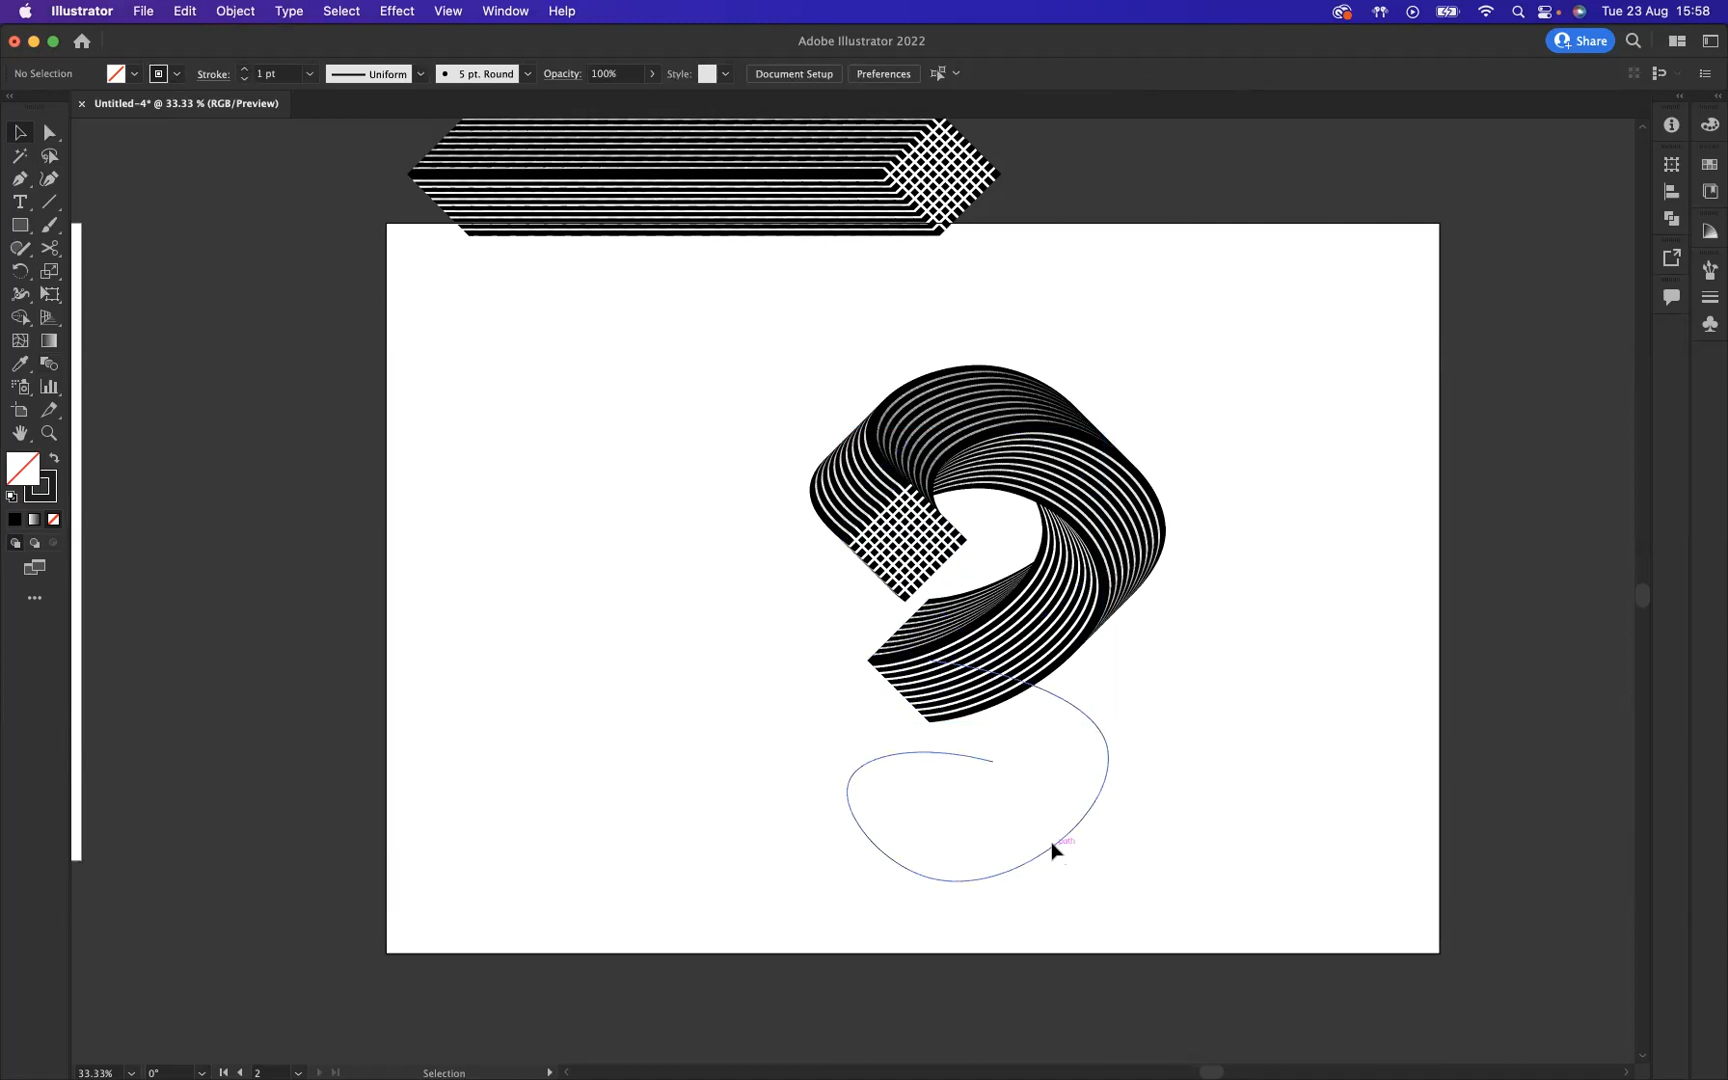 Illustrator File Edit Object Type Select Effect View Window Help Tue 23 Aug 15:58
Adobe Illustrator 2022 Share
No Selection Stroke: 1 pt Uniform 5 pt. Round Opacity: 100% Style: Document Setup Preferences
Untitled-4* @ 33.33 % (RGB/Preview)
path
33.33% 0° 2 Selection